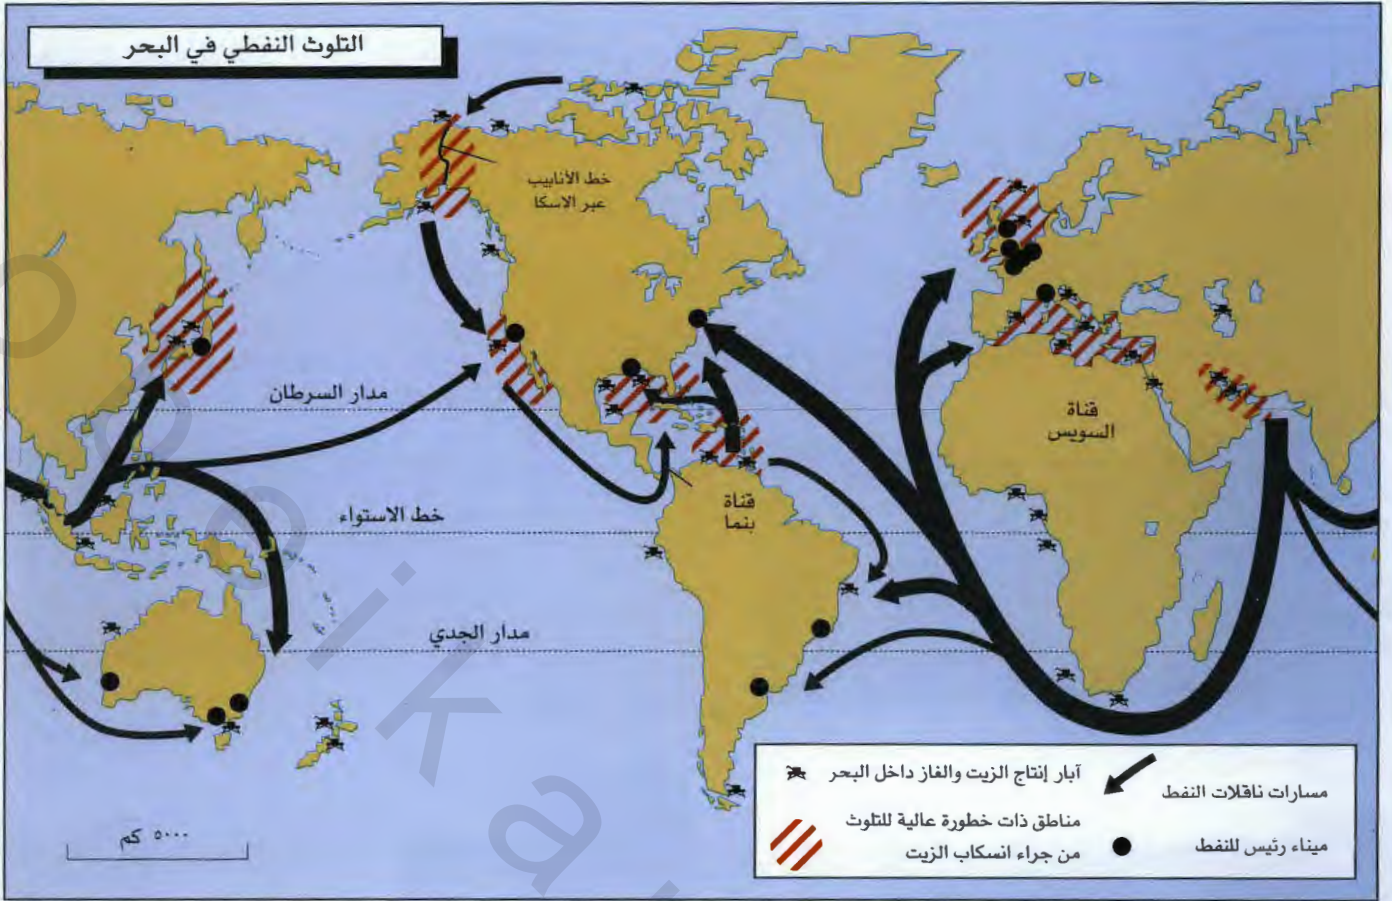 التلوث النفطي في البحر
خط الأنابيب
عبر الاسكا
مدار السرطان
قناة
السويس
خط الاستواء
قناة
بنما
مدار الجدي
مسارات ناقلات النفط
ميناء رئيس للنفط
آبار إنتاج الزيت والغاز داخل البحر
مناطق ذات خطورة عالية للتلوث
من جراء انسكاب الزيت
٥٠٠٠ كم